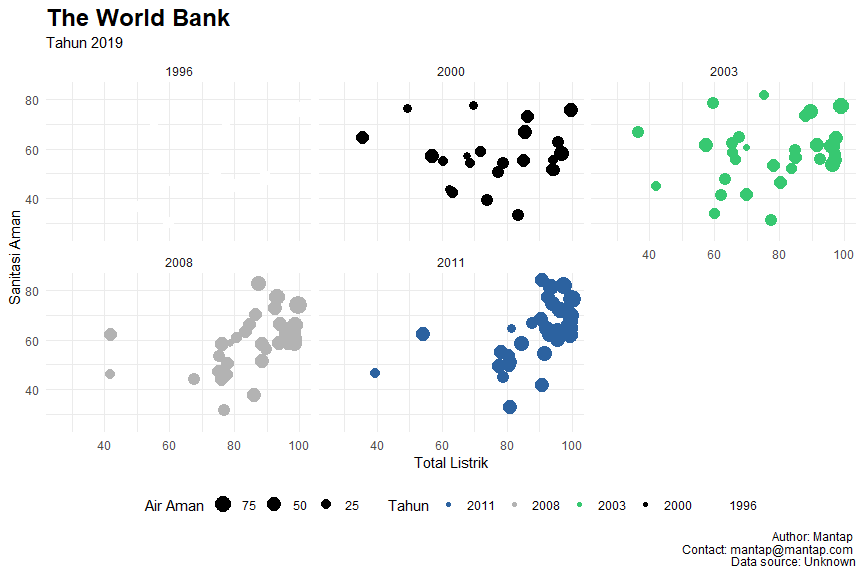 The World Bank
Tahun 2019
1996
2000
2003
80
60
40
Sanitasi Aman
40
60
80
100
2008
2011
80
60
40
40
60
80
100
40
60
80
100
Total Listrik
Air Aman 75 50 25 Tahun 2011 2008 2003 2000 1996
Author: Mantap
Contact: mantap@mantap.com
Data source: Unknown